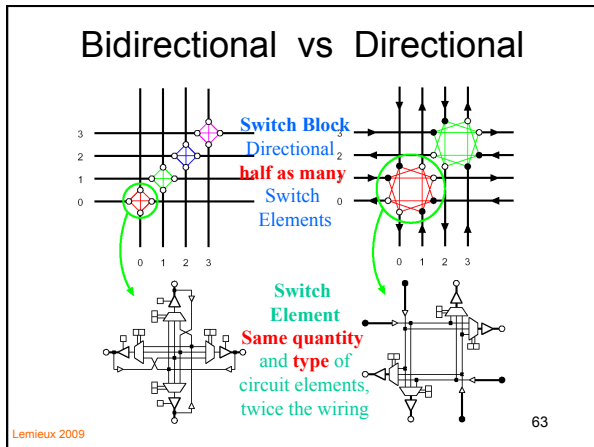 Bidirectional vs Directional
3
2
1
0
0 1 2 3
Switch Block
Directional
half as many
Switch
Elements
3
2
1
0
0 1 2 3
Switch
Element
Same quantity
and type of
circuit elements,
twice the wiring
Lemieux 2009
63